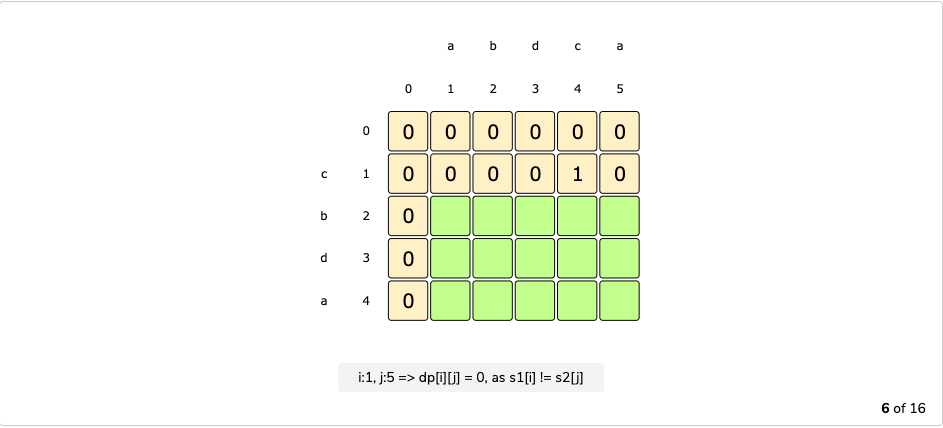 a b d c a
0 1 2 3 4 5
0 0 0 0 0 0 0
c 1 0 0 0 0 1 0
b 2 0
d 3 0
a 4 0
i:1, j:5 => dp[i][j] = 0, as s1[i] != s2[j]
6 of 16